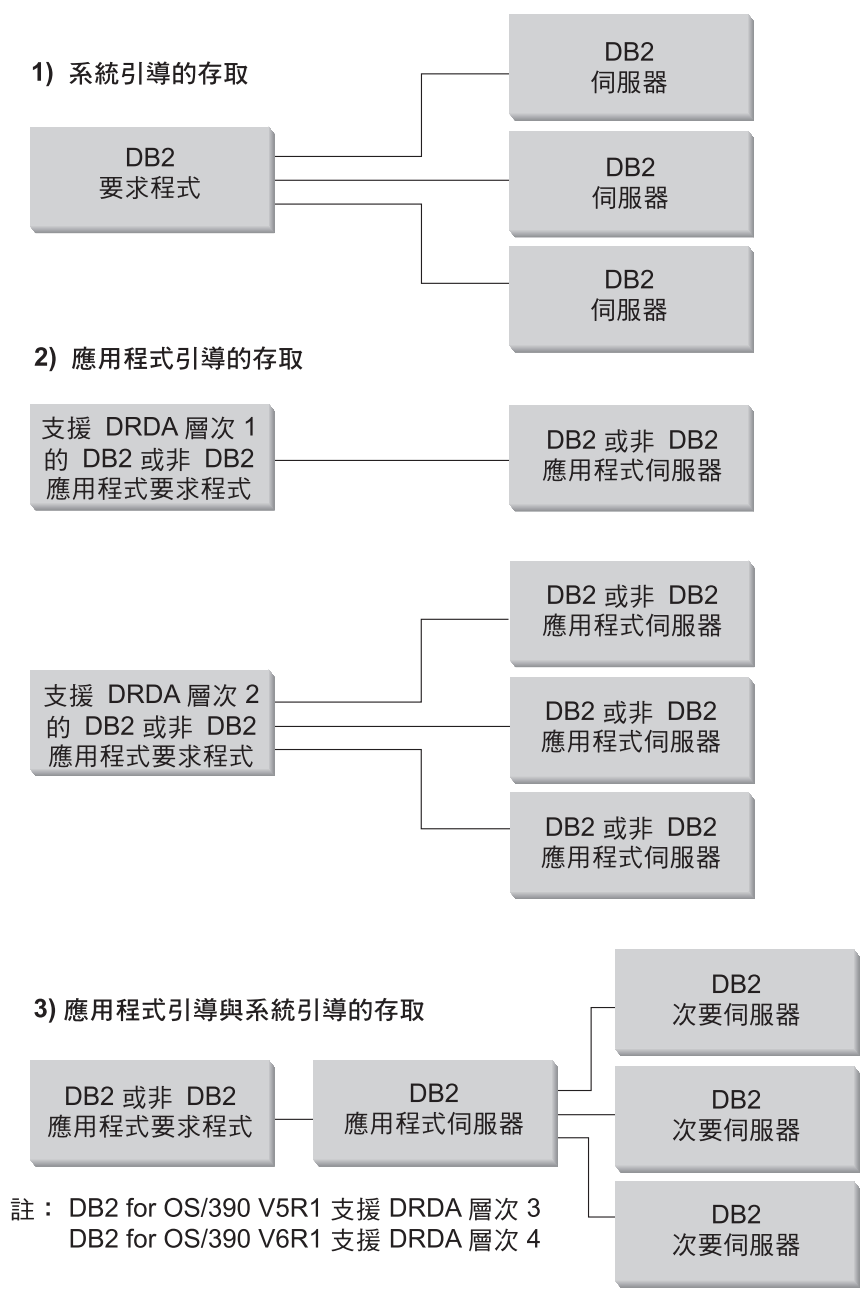 1) 系統引導的存取
DB2
要求程式
DB2
伺服器
DB2
伺服器
DB2
伺服器
2) 應用程式引導的存取
支援 DRDA 層次 1
的 DB2 或非 DB2
應用程式要求程式
DB2 或非 DB2
應用程式伺服器
支援 DRDA 層次 2
的 DB2 或非 DB2
應用程式要求程式
DB2 或非 DB2
應用程式伺服器
DB2 或非 DB2
應用程式伺服器
DB2 或非 DB2
應用程式伺服器
3) 應用程式引導與系統引導的存取
DB2 或非 DB2
應用程式要求程式
DB2
應用程式伺服器
DB2
次要伺服器
DB2
次要伺服器
DB2
次要伺服器
註： DB2 for OS/390 V5R1 支援 DRDA 層次 3
DB2 for OS/390 V6R1 支援 DRDA 層次 4